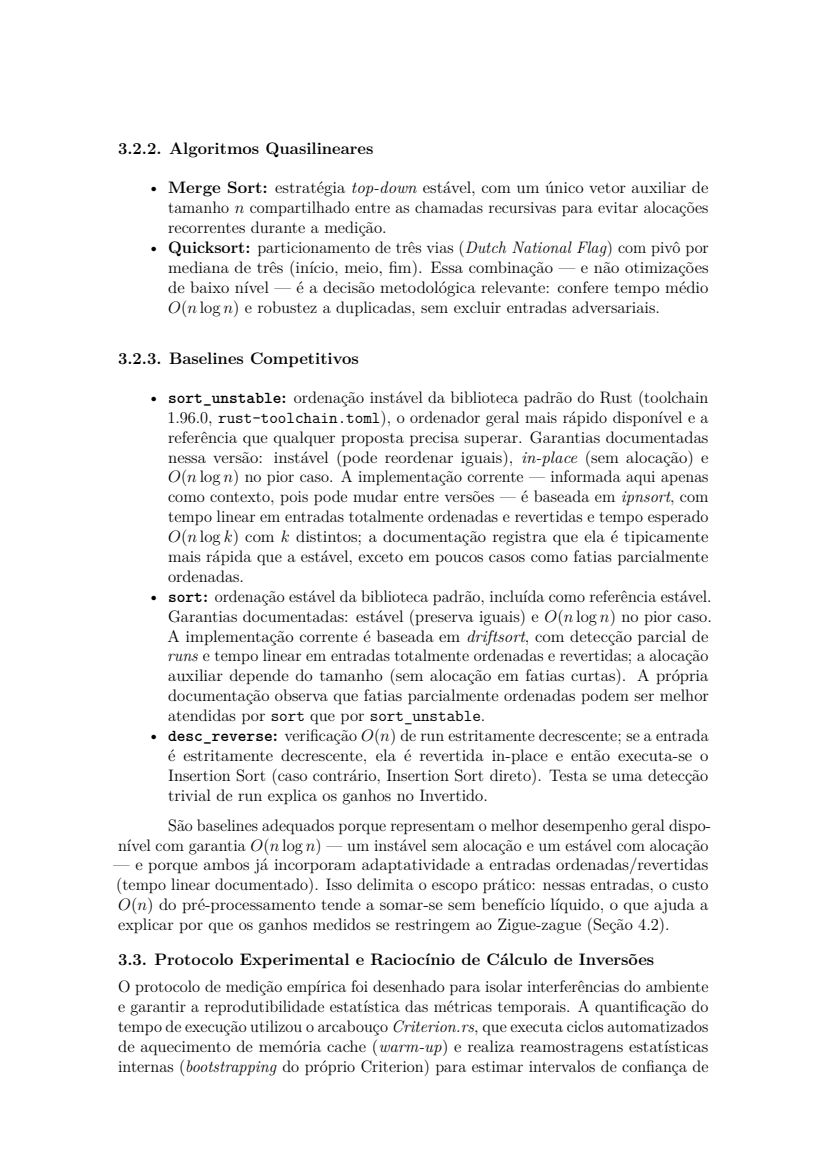 3.2.2. Algoritmos Quasilineares
• Merge Sort: estratégia top-down estável, com um único vetor auxiliar de
tamanho n compartilhado entre as chamadas recursivas para evitar alocações
recorrentes durante a medição.
• Quicksort: particionamento de três vias (Dutch National Flag) com pivô por
mediana de três (início, meio, fim). Essa combinação — e não otimizações
de baixo nível — é a decisão metodológica relevante: confere tempo médio
O(n log n) e robustez a duplicadas, sem excluir entradas adversariais.
3.2.3. Baselines Competitivos
• sort_unstable: ordenação instável da biblioteca padrão do Rust (toolchain
1.96.0, rust-toolchain.toml), o ordenador geral mais rápido disponível e a
referência que qualquer proposta precisa superar. Garantias documentadas
nessa versão: instável (pode reordenar iguais), in-place (sem alocação) e
O(n log n) no pior caso. A implementação corrente — informada aqui apenas
como contexto, pois pode mudar entre versões — é baseada em ipnsort, com
tempo linear em entradas totalmente ordenadas e revertidas e tempo esperado
O(n log k) com k distintos; a documentação registra que ela é tipicamente
mais rápida que a estável, exceto em poucos casos como fatias parcialmente
ordenadas.
• sort: ordenação estável da biblioteca padrão, incluída como referência estável.
Garantias documentadas: estável (preserva iguais) e O(n log n) no pior caso.
A implementação corrente é baseada em driftsort, com detecção parcial de
runs e tempo linear em entradas totalmente ordenadas e revertidas; a alocação
auxiliar depende do tamanho (sem alocação em fatias curtas). A própria
documentação observa que fatias parcialmente ordenadas podem ser melhor
atendidas por sort que por sort_unstable.
• desc_reverse: verificação O(n) de run estritamente decrescente; se a entrada
é estritamente decrescente, ela é revertida in-place e então executa-se o
Insertion Sort (caso contrário, Insertion Sort direto). Testa se uma detecção
trivial de run explica os ganhos no Invertido.
São baselines adequados porque representam o melhor desempenho geral dispo-
nível com garantia O(n log n) — um instável sem alocação e um estável com alocação
— e porque ambos já incorporam adaptatividade a entradas ordenadas/revertidas
(tempo linear documentado). Isso delimita o escopo prático: nessas entradas, o custo
O(n) do pré-processamento tende a somar-se sem benefício líquido, o que ajuda a
explicar por que os ganhos medidos se restringem ao Zigue-zague (Seção 4.2).
3.3. Protocolo Experimental e Raciocínio de Cálculo de Inversões
O protocolo de medição empírica foi desenhado para isolar interferências do ambiente
e garantir a reprodutibilidade estatística das métricas temporais. A quantificação do
tempo de execução utilizou o arcabouço Criterion.rs, que executa ciclos automatizados
de aquecimento de memória cache (warm-up) e realiza reamostragens estatísticas
internas (bootstrapping do próprio Criterion) para estimar intervalos de confiança de